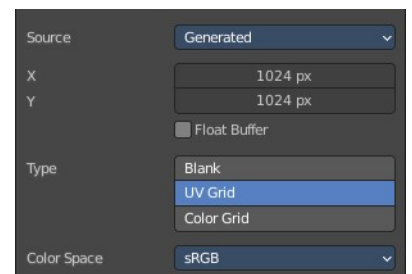 Source Generated
X 1024 px
Y 1024 px
Float Buffer
Type Blank
UV Grid
Color Grid
Color Space sRGB